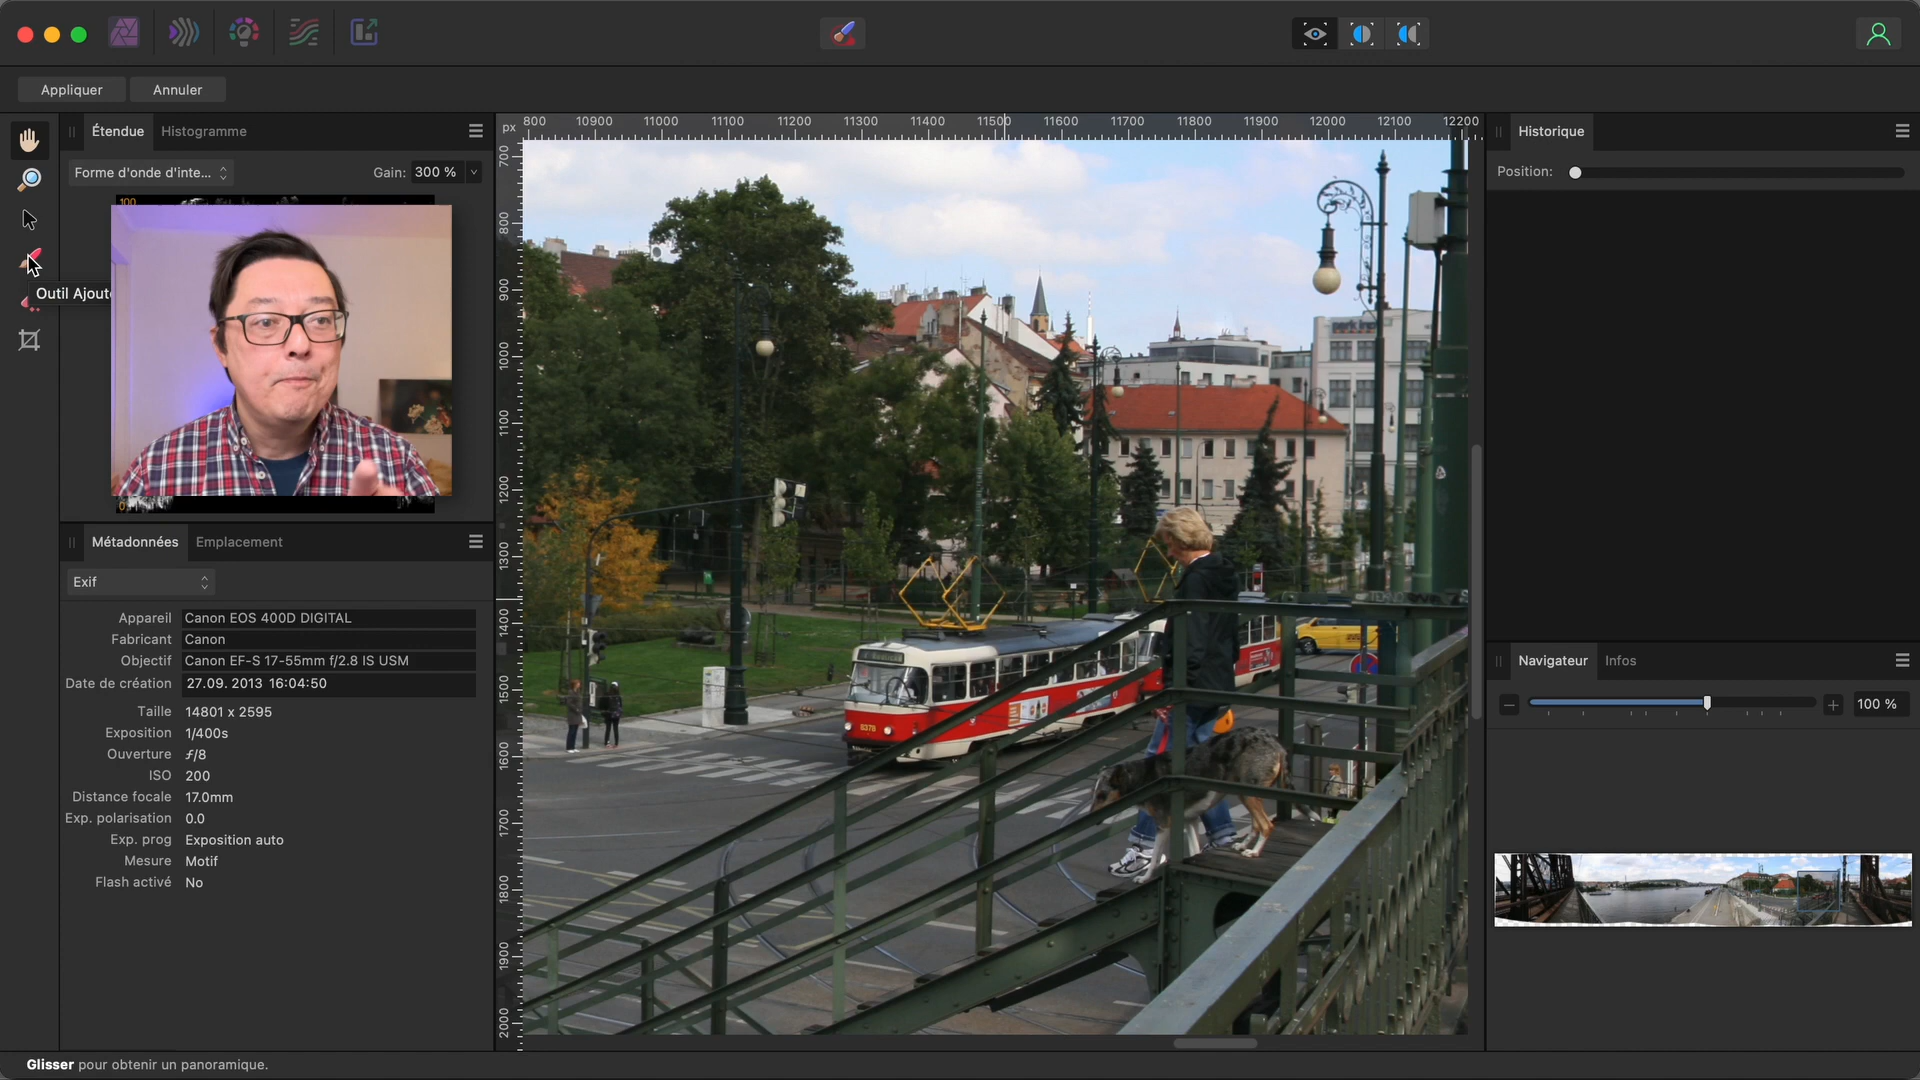 Appliquer
Annuler
Étendue
Histogramme
Forme d'onde d'inte...
Gain:
300 %
100
0
Outil Ajout
Métadonnées
Emplacement
Exif
Appareil
Canon EOS 400D DIGITAL
Fabricant
Canon
Objectif
Canon EF-S 17-55mm f/2.8 IS USM
Date de création
27.09. 2013 16:04:50
Taille
14801 x 2595
Exposition
1/400s
Ouverture
ƒ/8
ISO
200
Distance focale
17.0mm
Exp. polarisation
0.0
Exp. prog
Exposition auto
Mesure
Motif
Flash activé
No
px
800 10900 11000 11100 11200 11300 11400 11500 11600 11700 11800 11900 12000 12100 12200
700
800
900
1000
1100
1200
1300
1400
1500
1600
1700
1800
1900
2000
Historique
Position:
Navigateur
Infos
100 %
Glisser pour obtenir un panoramique.